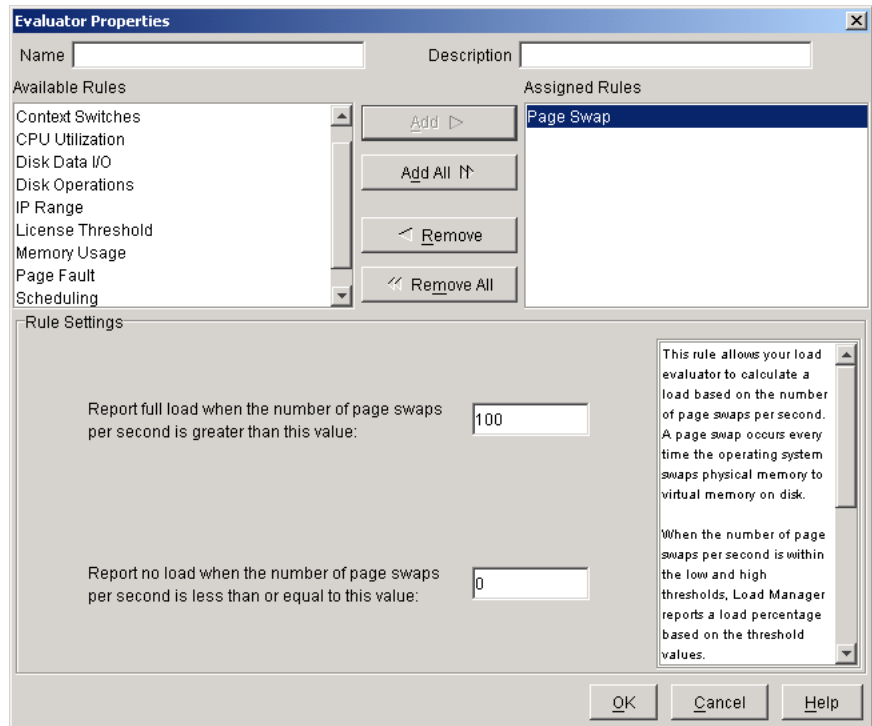 Evaluator Properties
Name
Description
Available Rules
Assigned Rules
Context Switches
CPU Utilization
Disk Data I/O
Disk Operations
IP Range
License Threshold
Memory Usage
Page Fault
Scheduling
Add
Add All
Remove
Remove All
Page Swap
Rule Settings
Report full load when the number of page swaps
per second is greater than this value:
100
Report no load when the number of page swaps
per second is less than or equal to this value:
0
This rule allows your load
evaluator to calculate a
load based on the number
of page swaps per second.
A page swap occurs every
time the operating system
swaps physical memory to
virtual memory on disk.
When the number of page
swaps per second is within
the low and high
thresholds, Load Manager
reports a load percentage
based on the threshold
values.
OK
Cancel
Help